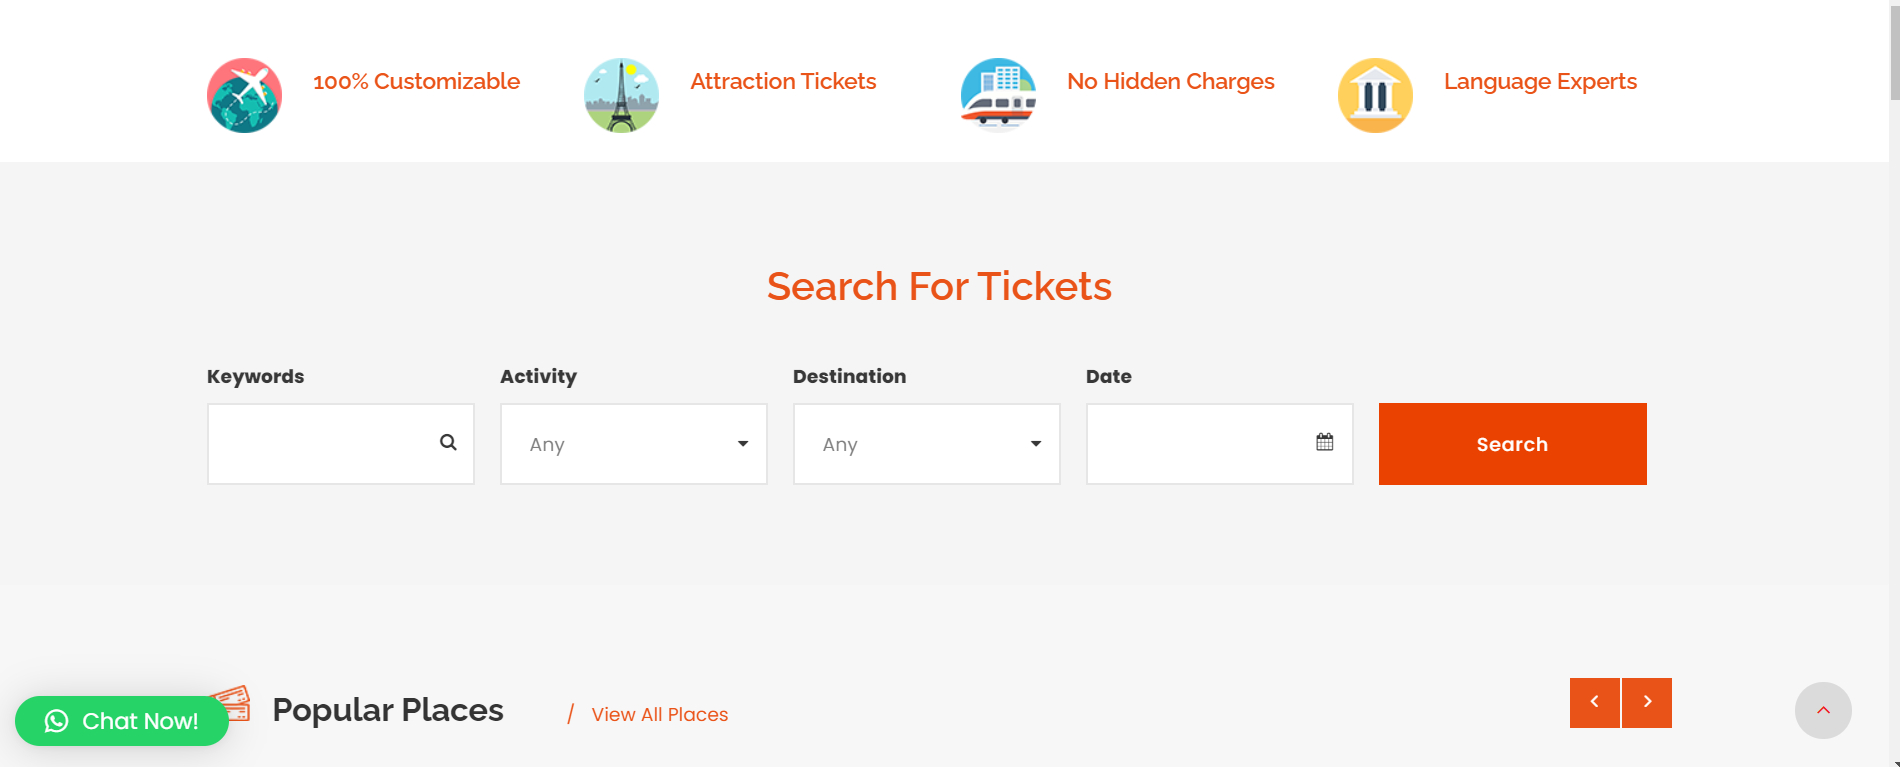 100% Customizable
Attraction Tickets
No Hidden Charges
Language Experts
Search For Tickets
Keywords
Activity
Destination
Date
Any
Any
Search
Popular Places
/ View All Places
Chat Now!